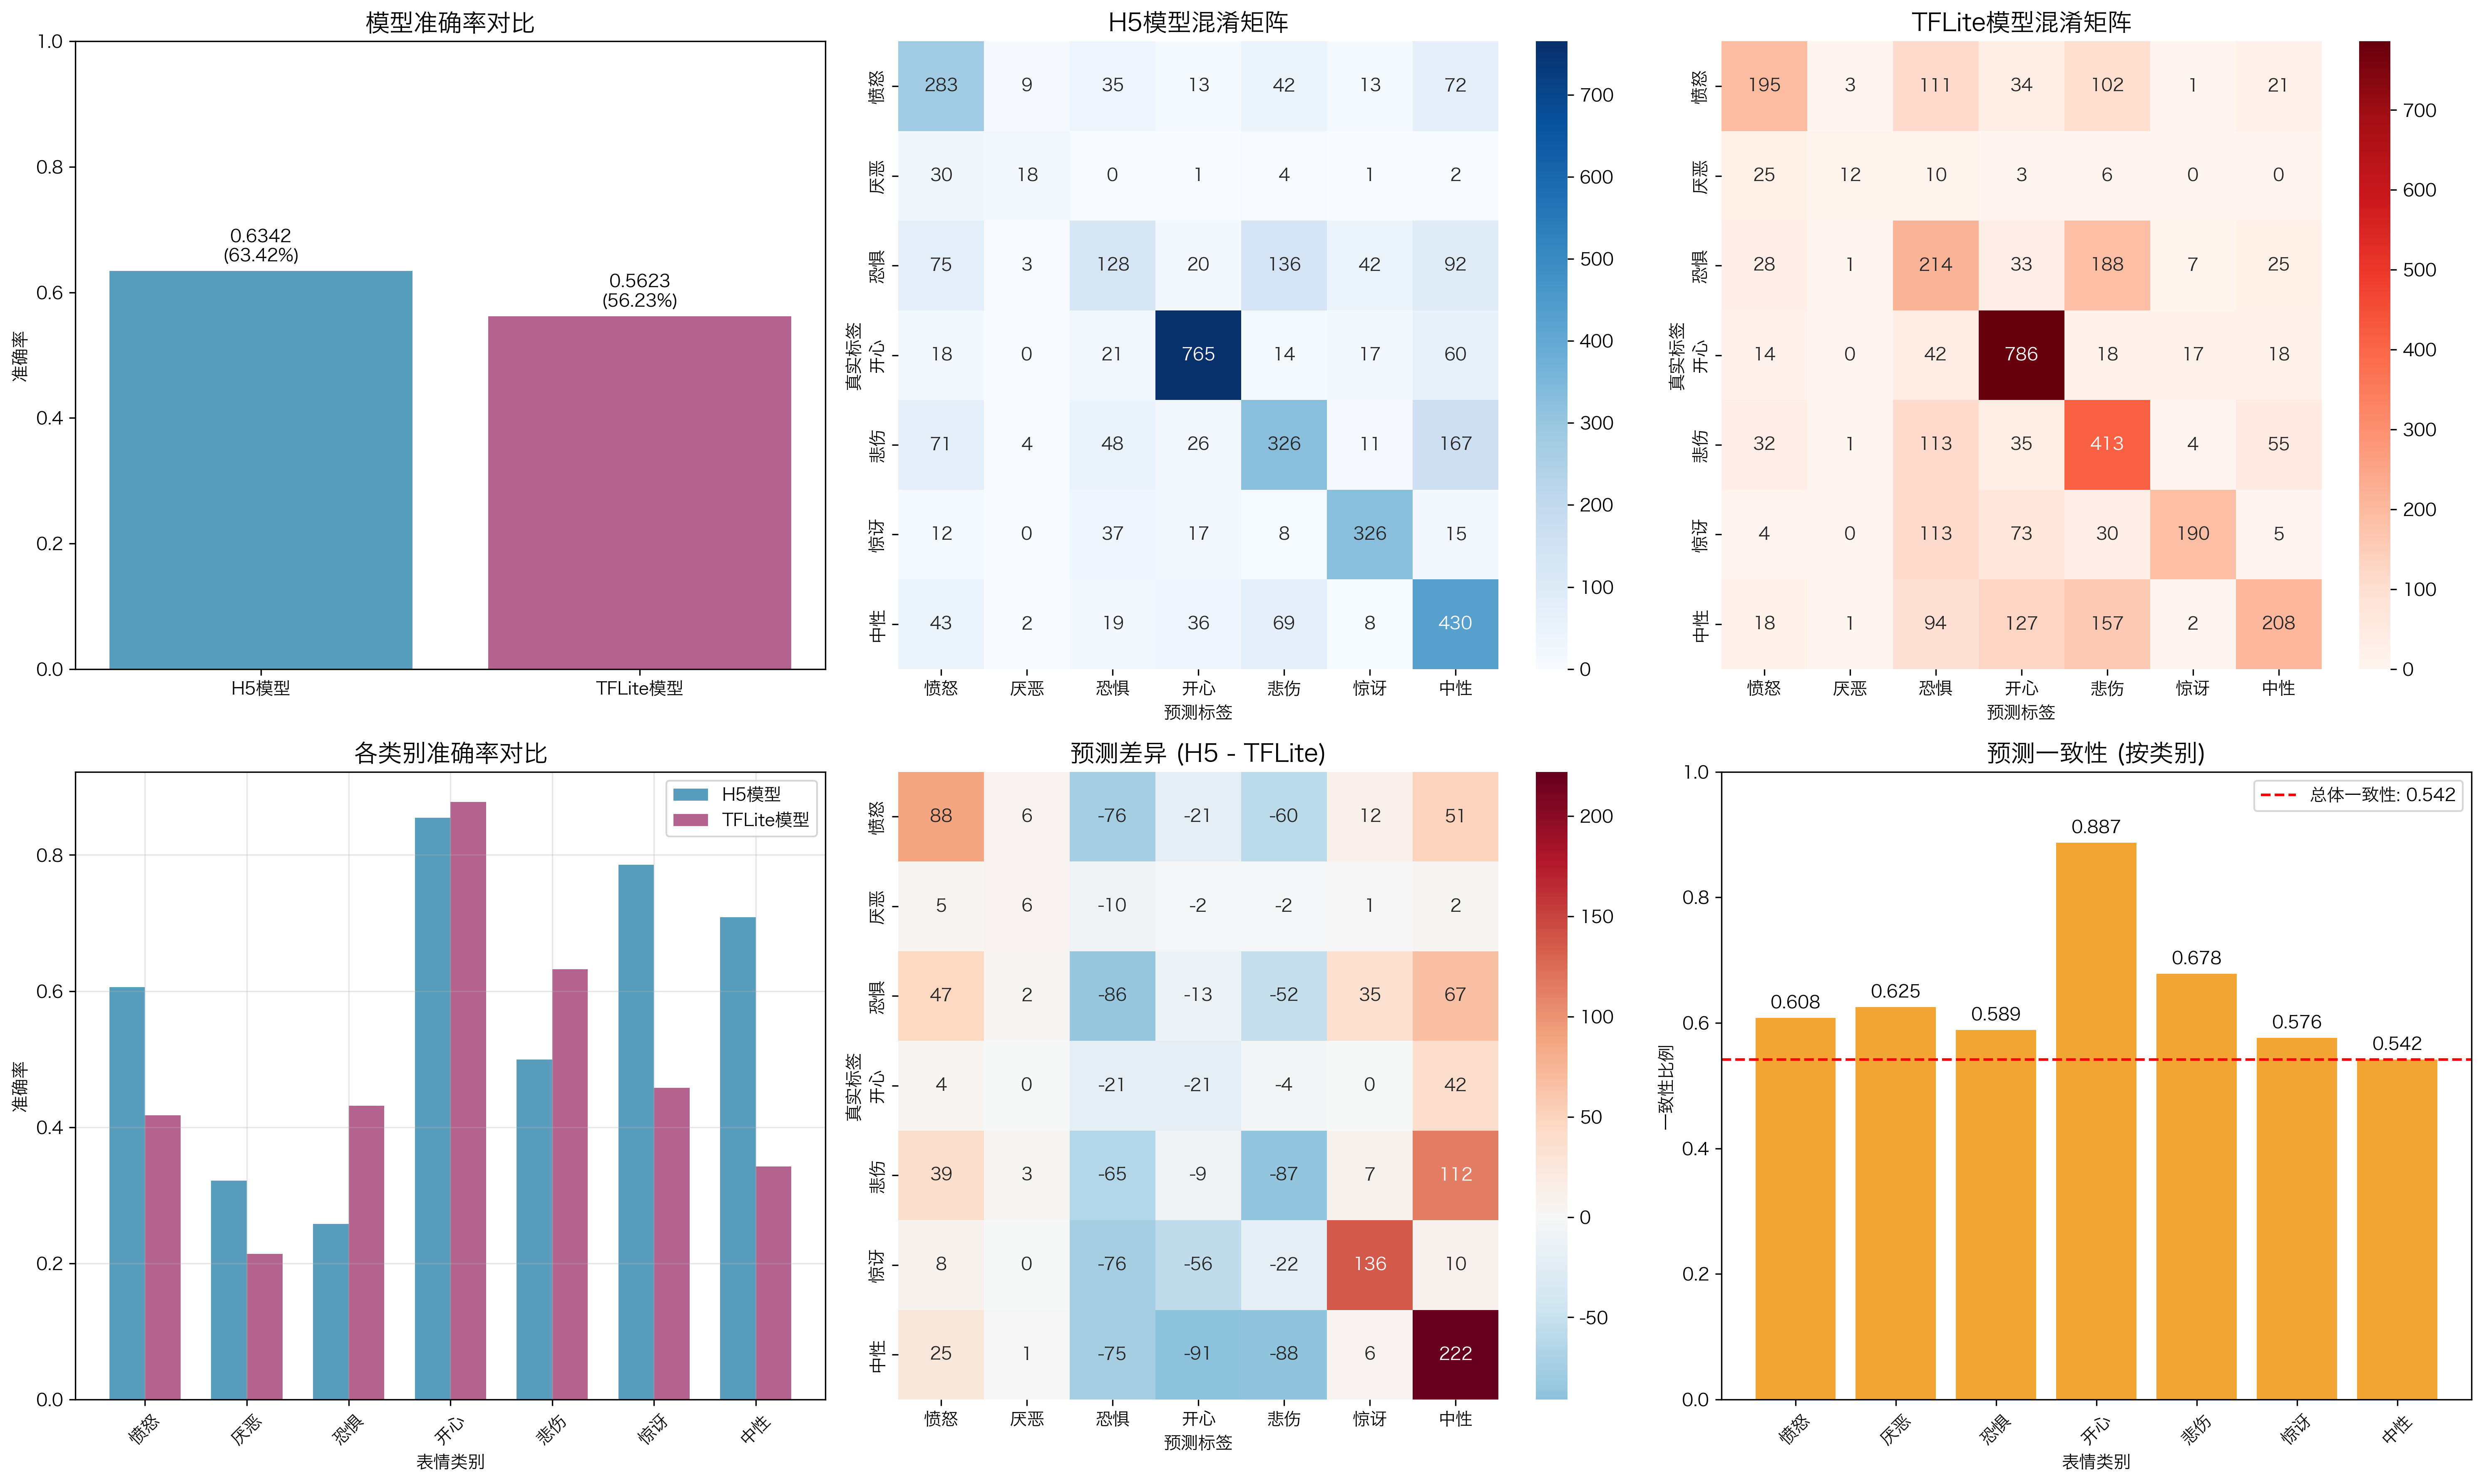 模型准确率对比
准确率
1.0
0.8
0.6
0.4
0.2
0.0
0.6342
(63.42%)
0.5623
(56.23%)
H5模型 TFLite模型
H5模型混淆矩阵
真实标签
愤怒 283 9 35 13 42 13 72
厌恶 30 18 0 1 4 1 2
恐惧 75 3 128 20 136 42 92
开心 18 0 21 765 14 17 60
悲伤 71 4 48 26 326 11 167
惊讶 12 0 37 17 8 326 15
中性 43 2 19 36 69 8 430
愤怒 厌恶 恐惧 开心 悲伤 惊讶 中性
预测标签
700
600
500
400
300
200
100
0
TFLite模型混淆矩阵
真实标签
愤怒 195 3 111 34 102 1 21
厌恶 25 12 10 3 6 0 0
恐惧 28 1 214 33 188 7 25
开心 14 0 42 786 18 17 18
悲伤 32 1 113 35 413 4 55
惊讶 4 0 113 73 30 190 5
中性 18 1 94 127 157 2 208
愤怒 厌恶 恐惧 开心 悲伤 惊讶 中性
预测标签
700
600
500
400
300
200
100
0
各类别准确率对比
准确率
0.8
0.6
0.4
0.2
0.0
H5模型
TFLite模型
愤怒 厌恶 恐惧 开心 悲伤 惊讶 中性
表情类别
预测差异 (H5 - TFLite)
真实标签
愤怒 88 6 -76 -21 -60 12 51
厌恶 5 6 -10 -2 -2 1 2
恐惧 47 2 -86 -13 -52 35 67
开心 4 0 -21 -21 -4 0 42
悲伤 39 3 -65 -9 -87 7 112
惊讶 8 0 -76 -56 -22 136 10
中性 25 1 -75 -91 -88 6 222
愤怒 厌恶 恐惧 开心 悲伤 惊讶 中性
预测标签
200
150
100
50
0
-50
预测一致性 (按类别)
一致性比例
1.0
0.8
0.6
0.4
0.2
0.0
总体一致性: 0.542
0.608 0.625 0.589 0.887 0.678 0.576 0.542
愤怒 厌恶 恐惧 开心 悲伤 惊讶 中性
表情类别